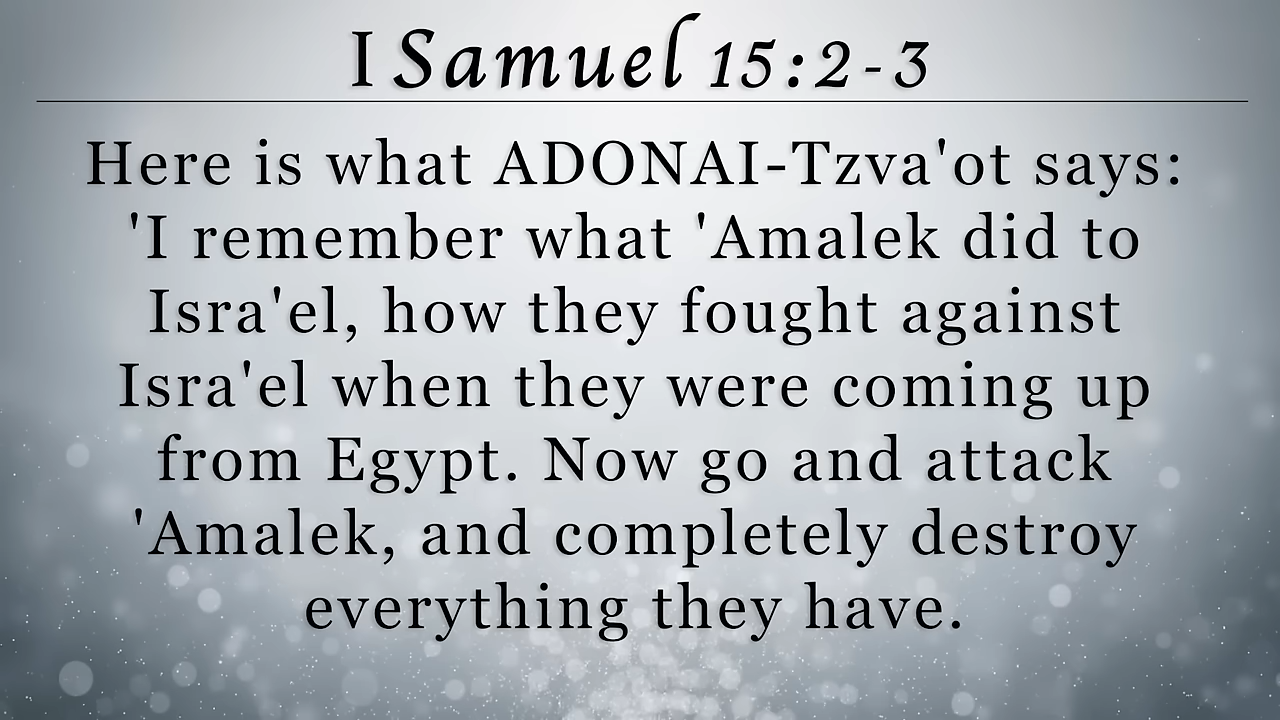 I Samuel 15:2-3
Here is what ADONAI-Tzva'ot says:
'I remember what 'Amalek did to
Isra'el, how they fought against
Isra'el when they were coming up
from Egypt. Now go and attack
'Amalek, and completely destroy
everything they have.